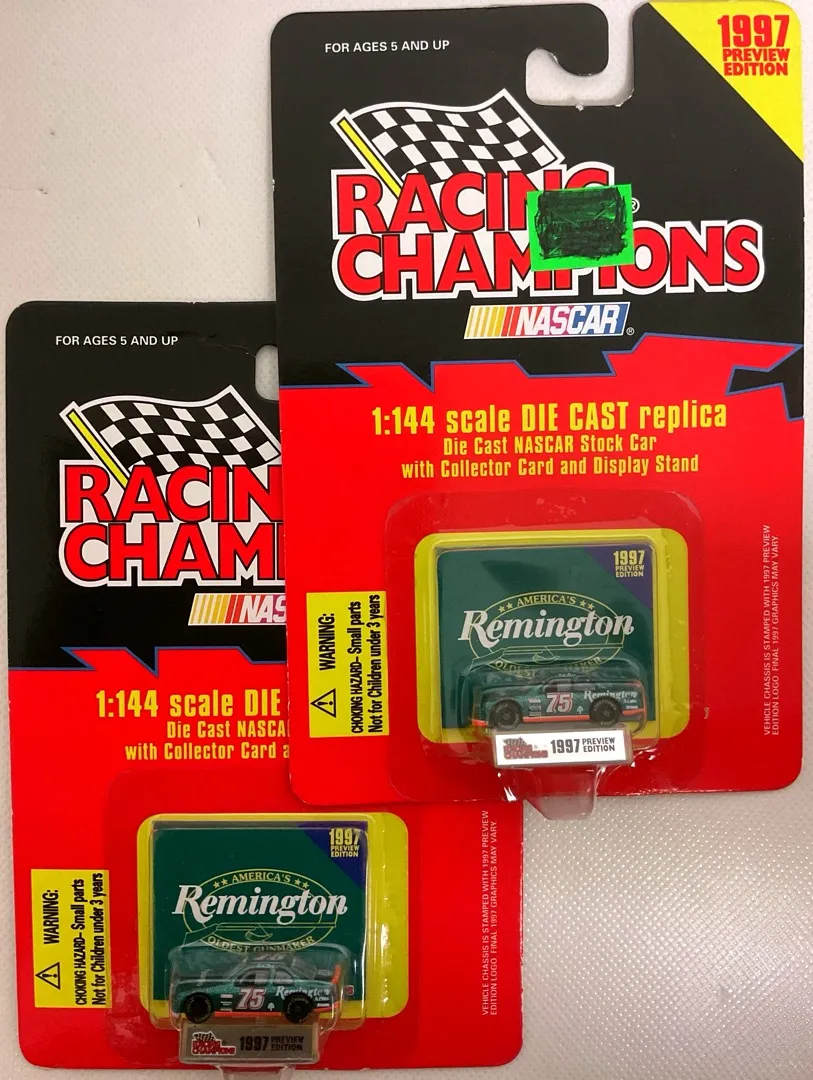 FOR AGES 5 AND UP
1997
PREVIEW
EDITION
RACING
CHAMPIONS
NASCAR
1:144 scale DIE CAST replica
Die Cast NASCAR Stock Car
with Collector Card and Display Stand
1997
PREVIEW
EDITION
AMERICA'S
Remington
OLDEST GUNMAKER
75
Remington
WARNING:
CHOKING HAZARD- Small parts
Not for Children under 3 years
1997 PREVIEW
EDITION
VEHICLE CHASSIS IS STAMPED WITH 1997 PREVIEW
EDITION LOGO. FINAL 1997 GRAPHICS MAY VARY.
FOR AGES 5 AND UP
RACIN
CHAM
NAS
1:144 scale DIE
Die Cast NASCA
with Collector Card a
1997
PREVIEW
EDITION
AMERICA'S
Remington
OLDEST GUNMAKER
75
Remington
WARNING:
CHOKING HAZARD- Small parts
Not for Children under 3 years
RACING
CHAMPIONS
1997 PREVIEW
EDITION
VEHICLE CHASSIS IS STAMPED WITH 1997 PREVIEW
EDITION LOGO. FINAL 1997 GRAPHICS MAY VARY.